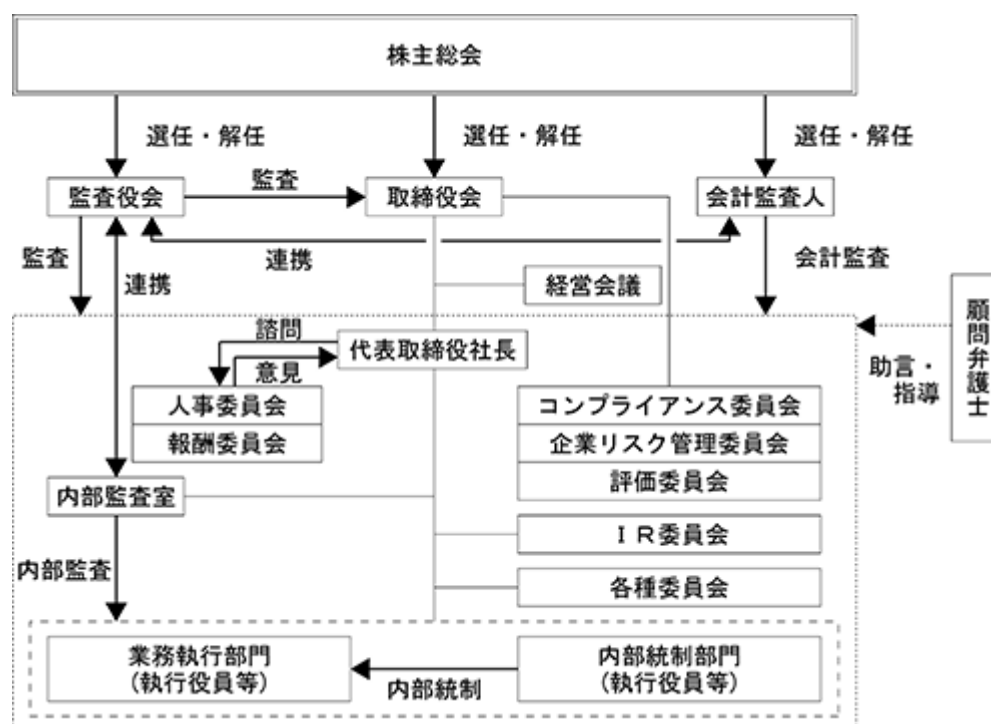 株主総会
選任・解任
選任・解任
選任・解任
監査役会
監査
取締役会
会計監査人
監査
連携
連携
会計監査
経営会議
顧問弁護士
諮問
代表取締役社長
意見
助言・
指導
人事委員会
報酬委員会
コンプライアンス委員会
企業リスク管理委員会
評価委員会
内部監査室
ＩＲ委員会
内部監査
各種委員会
業務執行部門
(執行役員等)
内部統制
内部統制部門
(執行役員等)